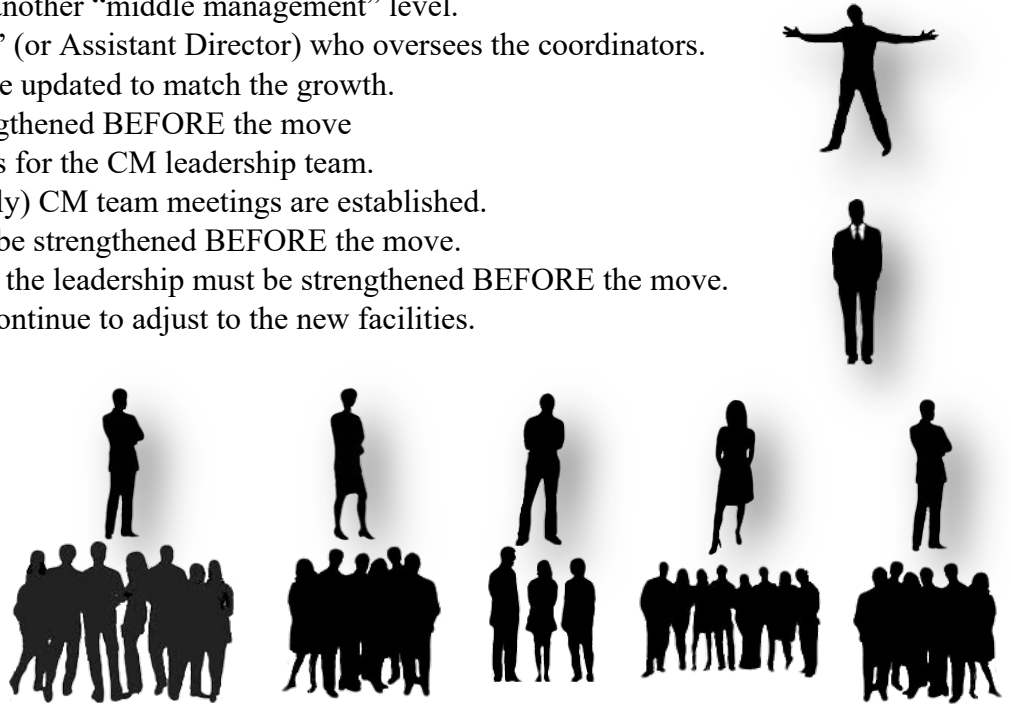 another “middle management” level.
” (or Assistant Director) who oversees the coordinators.
e updated to match the growth.
gthened BEFORE the move
s for the CM leadership team.
ly) CM team meetings are established.
be strengthened BEFORE the move.
the leadership must be strengthened BEFORE the move.
ontinue to adjust to the new facilities.